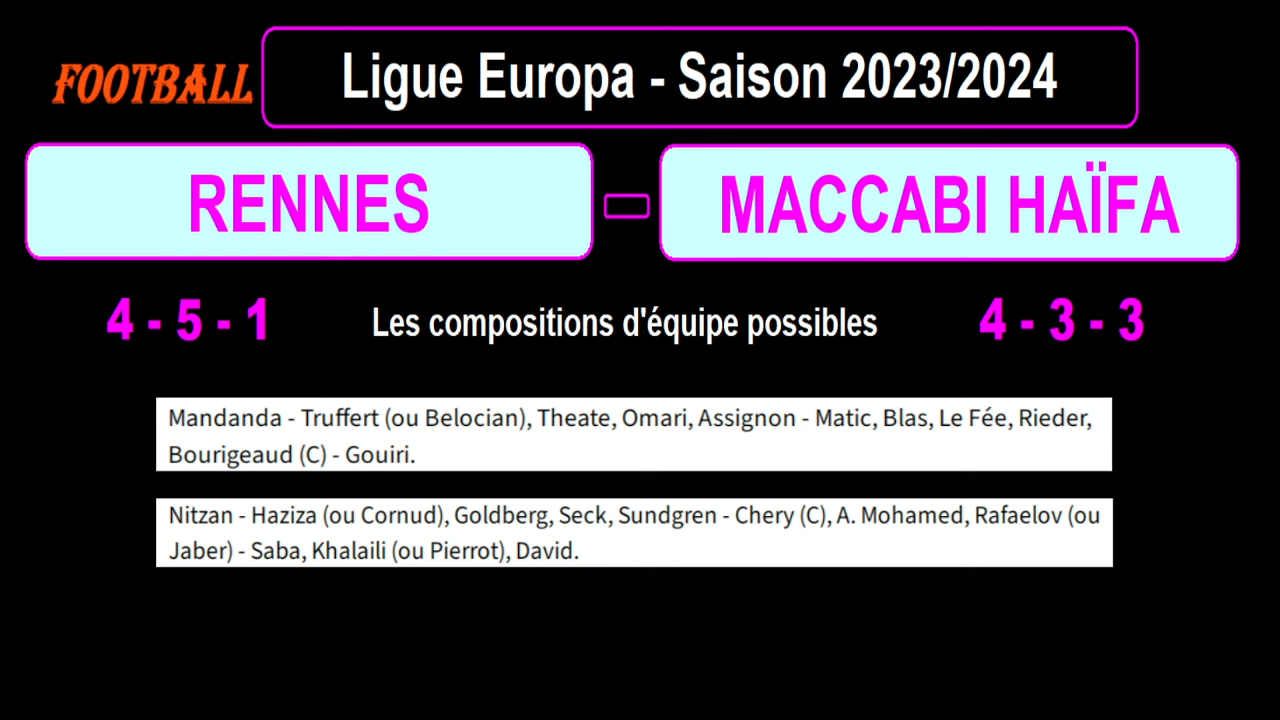 FOOTBALL
Ligue Europa - Saison 2023/2024
RENNES - MACCABI HAÏFA
4 - 5 - 1 Les compositions d'équipe possibles 4 - 3 - 3
Mandanda - Truffert (ou Belocian), Theate, Omari, Assignon - Matic, Blas, Le Fée, Rieder,
Bourigeaud (C) - Gouiri.
Nitzan - Haziza (ou Cornud), Goldberg, Seck, Sundgren - Chery (C), A. Mohamed, Rafaelov (ou
Jaber) - Saba, Khalaili (ou Pierrot), David.